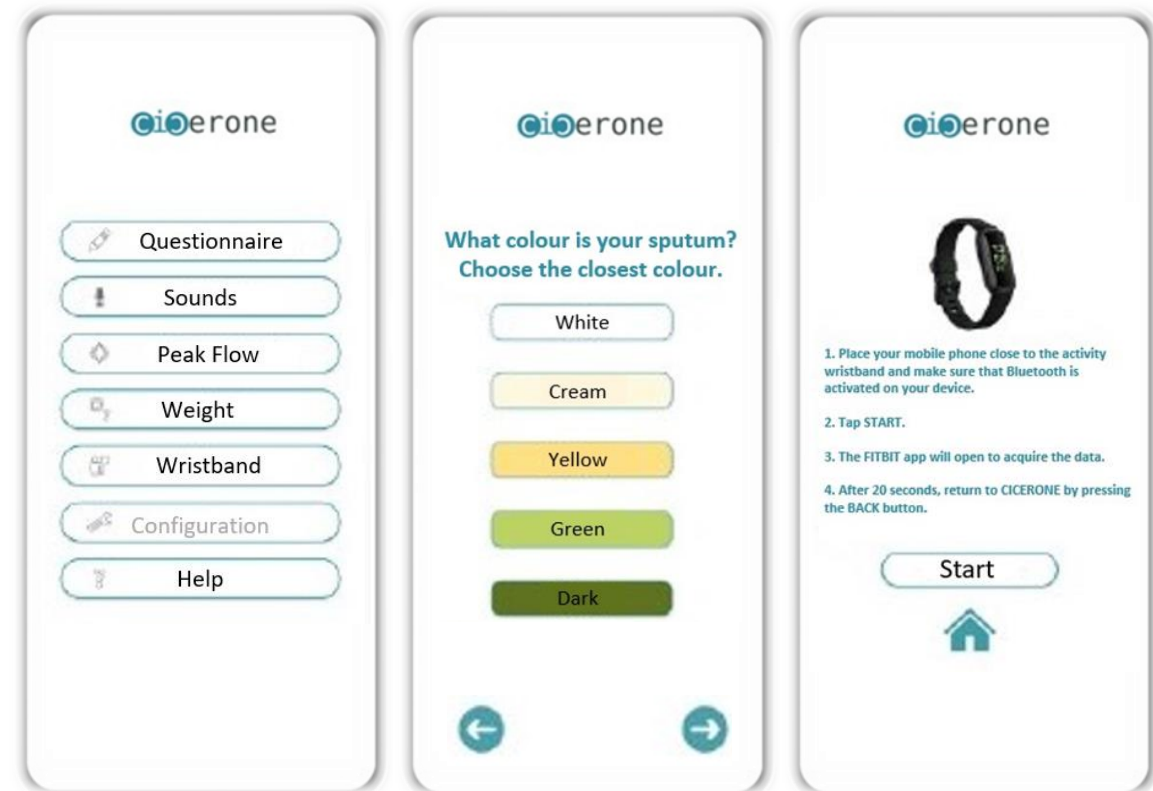 cicerone
Questionnaire
Sounds
Peak Flow
Weight
Wristband
Configuration
Help
cicerone
What colour is your sputum?
Choose the closest colour.
White
Cream
Yellow
Green
Dark
cicerone
1. Place your mobile phone close to the activity
wristband and make sure that Bluetooth is
activated on your device.
2. Tap START.
3. The FITBIT app will open to acquire the data.
4. After 20 seconds, return to CICERONE by pressing
the BACK button.
Start